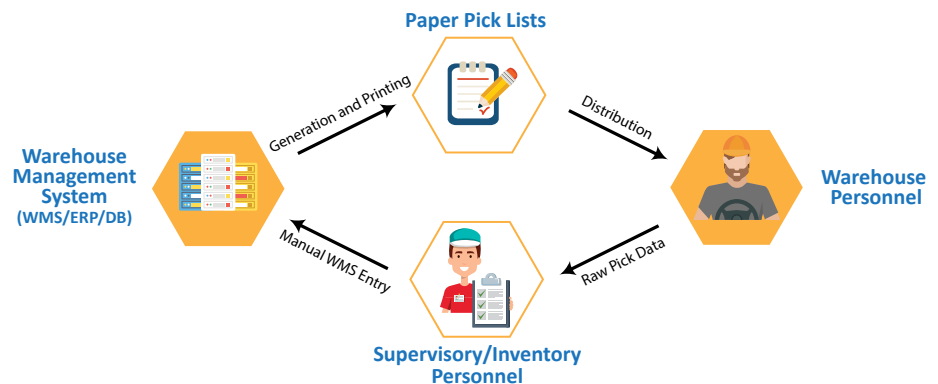 Paper Pick Lists
Generation and Printing
Distribution
Warehouse
Management
System
(WMS/ERP/DB)
Warehouse
Personnel
Manual WMS Entry
Raw Pick Data
Supervisory/Inventory
Personnel